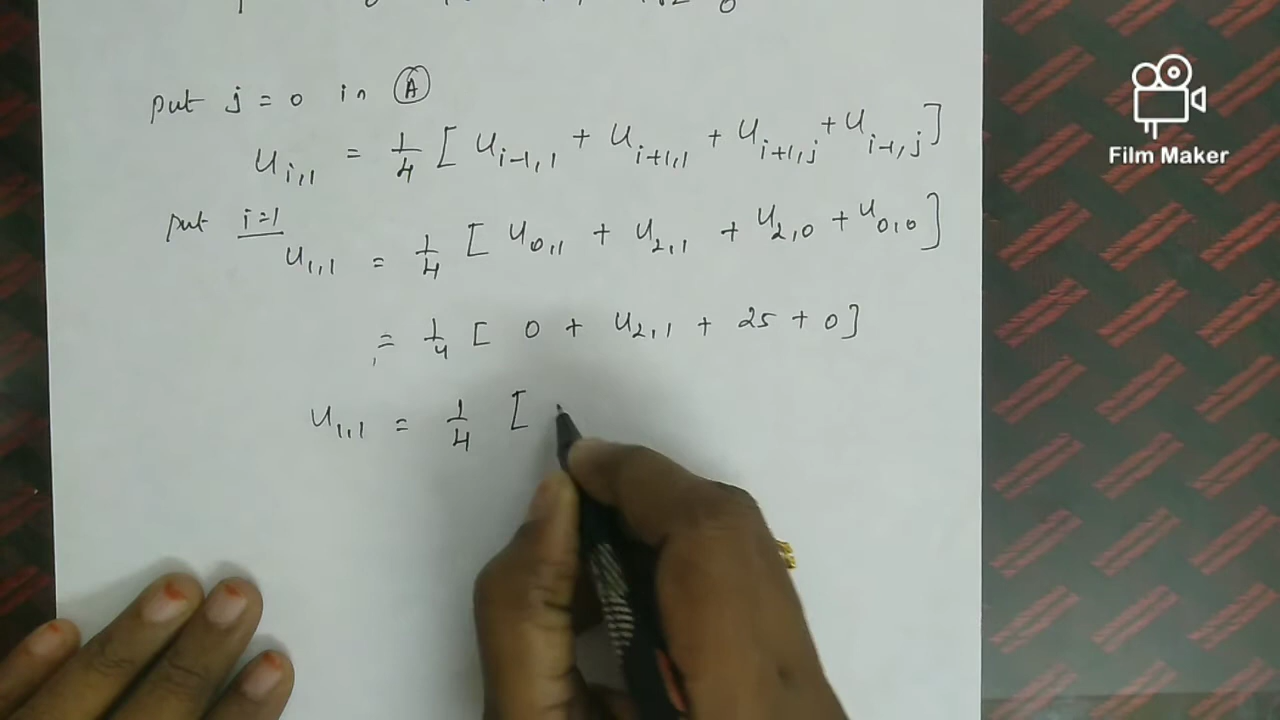 put j = 0 in Ⓐ
u_{i,1} = 1/4 [ u_{i-1,1} + u_{i+1,1} + u_{i+1,j} + u_{i-1,j} ]
put i=1
u_{1,1} = 1/4 [ u_{0,1} + u_{2,1} + u_{2,0} + u_{0,0} ]
= 1/4 [ 0 + u_{2,1} + 25 + 0 ]
u_{1,1} = 1/4 [
Film Maker